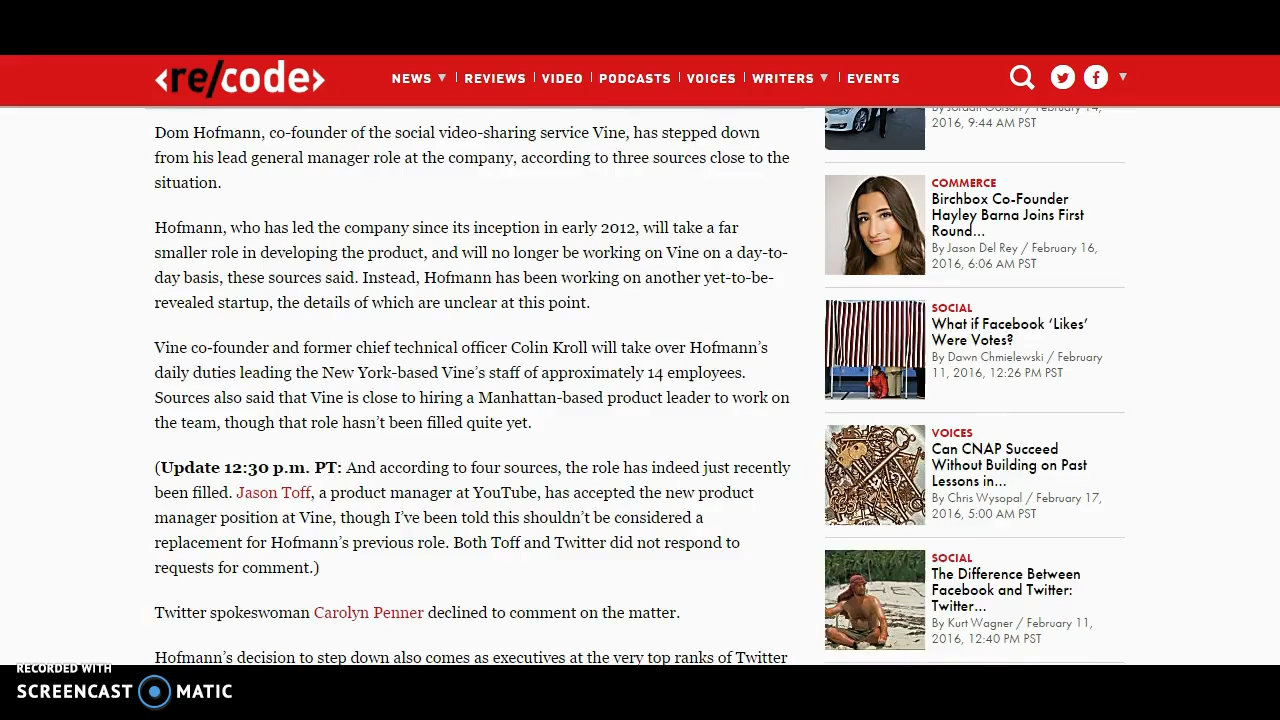 <re/code>
NEWS ▼ | REVIEWS | VIDEO | PODCASTS | VOICES | WRITERS ▼ | EVENTS
Dom Hofmann, co-founder of the social video-sharing service Vine, has stepped down
from his lead general manager role at the company, according to three sources close to the
situation.
Hofmann, who has led the company since its inception in early 2012, will take a far
smaller role in developing the product, and will no longer be working on Vine on a day-to-
day basis, these sources said. Instead, Hofmann has been working on another yet-to-be-
revealed startup, the details of which are unclear at this point.
Vine co-founder and former chief technical officer Colin Kroll will take over Hofmann’s
daily duties leading the New York-based Vine’s staff of approximately 14 employees.
Sources also said that Vine is close to hiring a Manhattan-based product leader to work on
the team, though that role hasn’t been filled quite yet.
(Update 12:30 p.m. PT: And according to four sources, the role has indeed just recently
been filled. Jason Toff, a product manager at YouTube, has accepted the new product
manager position at Vine, though I’ve been told this shouldn’t be considered a
replacement for Hofmann’s previous role. Both Toff and Twitter did not respond to
requests for comment.)
Twitter spokeswoman Carolyn Penner declined to comment on the matter.
Hofmann’s decision to step down also comes as executives at the very top ranks of Twitter
By Jordan Golson / February 14,
2016, 9:44 AM PST
COMMERCE
Birchbox Co-Founder
Hayley Barna Joins First
Round...
By Jason Del Rey / February 16,
2016, 6:06 AM PST
SOCIAL
What if Facebook ‘Likes’
Were Votes?
By Dawn Chmielewski / February
11, 2016, 12:26 PM PST
VOICES
Can CNAP Succeed
Without Building on Past
Lessons in...
By Chris Wysopal / February 17,
2016, 5:00 AM PST
SOCIAL
The Difference Between
Facebook and Twitter:
Twitter...
By Kurt Wagner / February 11,
2016, 12:40 PM PST
RECORDED WITH
SCREENCAST MATIC